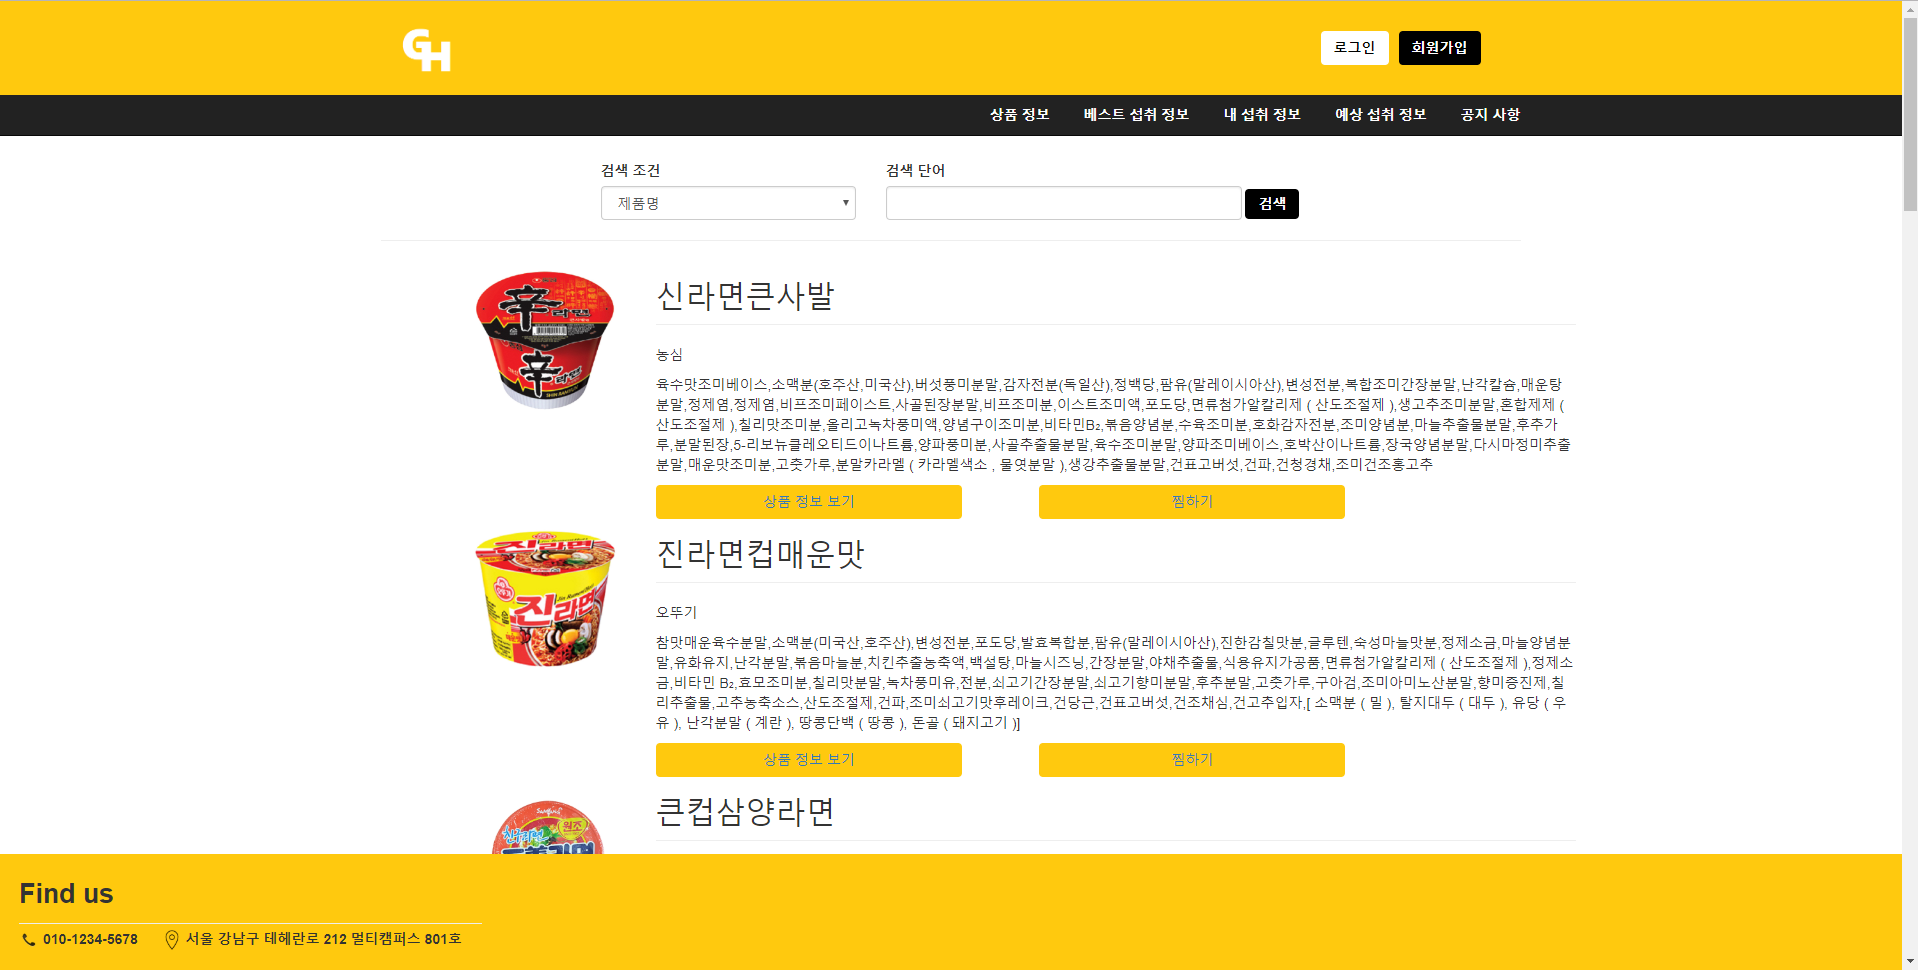 GH
로그인 회원가입
상품 정보 베스트 섭취 정보 내 섭취 정보 예상 섭취 정보 공지 사항
검색 조건 검색 단어
제품명 검색
신라면큰사발
辛라면
辛라면
농심
육수맛조미베이스,소맥분(호주산,미국산),버섯풍미분말,감자전분(독일산),정백당,팜유(말레이시아산),변성전분,복합조미간장분말,난각칼슘,매운탕
분말,정제염,정제염,비프조미페이스트,사골된장분말,비프조미분,이스트조미액,포도당,면류첨가알칼리제 ( 산도조절제 ),생고추조미분말,혼합제제 (
산도조절제 ),칠리맛조미분,올리고녹차풍미액,양념구이조미분,비타민B₂,볶음양념분,수육조미분,호화감자전분,조미양념분,마늘추출물분말,후추가
루,분말된장,5-리보뉴클레오티드이나트륨,양파풍미분,사골추출물분말,육수조미분말,양파조미베이스,호박산이나트륨,장국양념분말,다시마정미추출
분말,매운맛조미분,고춧가루,분말카라멜 ( 카라멜색소 , 물엿분말 ),생강추출물분말,건표고버섯,건파,건청경채,조미건조홍고추
상품 정보 보기 찜하기
진라면컵매운맛
진라면
진라면
오뚜기
참맛매운육수분말,소맥분(미국산,호주산),변성전분,포도당,발효복합분,팜유(말레이시아산),진한감칠맛분,글루텐,숙성마늘맛분,정제소금,마늘양념분
말,유화유지,난각분말,볶음마늘분,치킨추출농축액,백설탕,마늘시즈닝,간장분말,야채추출물,식용유지가공품,면류첨가알칼리제 ( 산도조절제 ),정제소
금,비타민 B₂,효모조미분,칠리맛분말,녹차풍미유,전분,쇠고기간장분말,쇠고기향미분말,후추분말,고춧가루,구아검,조미아미노산분말,향미증진제,칠
리추출물,고추농축소스,산도조절제,건파,조미쇠고기맛후레이크,건당근,건표고버섯,건조채심,건고추입자,[ 소맥분 ( 밀 ), 탈지대두 ( 대두 ), 유당 ( 우
유 ), 난각분말 ( 계란 ), 땅콩단백 ( 땅콩 ), 돈골 ( 돼지고기 )]
상품 정보 보기 찜하기
큰컵삼양라면
원조
Find us
010-1234-5678 서울 강남구 테헤란로 212 멀티캠퍼스 801호